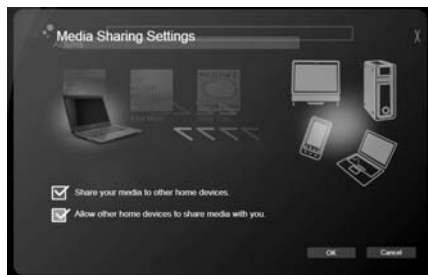 Media Sharing Settings
X
Share your media to other home devices.
Allow other home devices to share media with you.
OK
Cancel